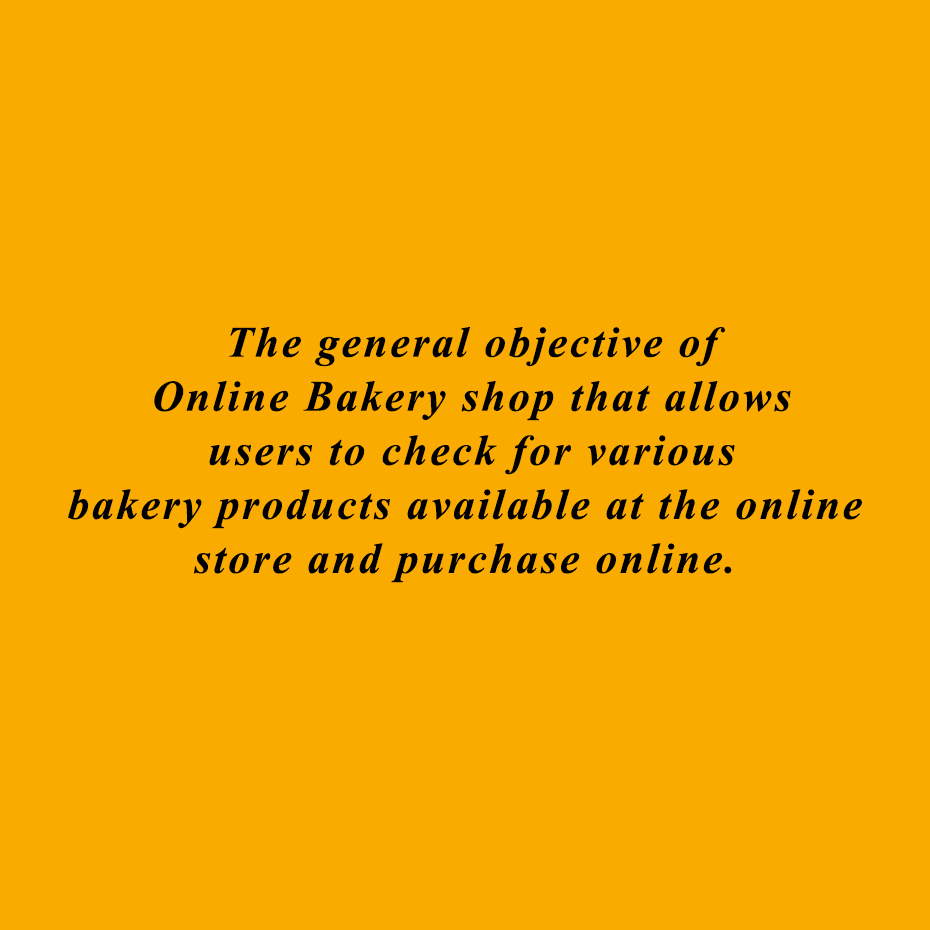 The general objective of
Online Bakery shop that allows
users to check for various
bakery products available at the online
store and purchase online.